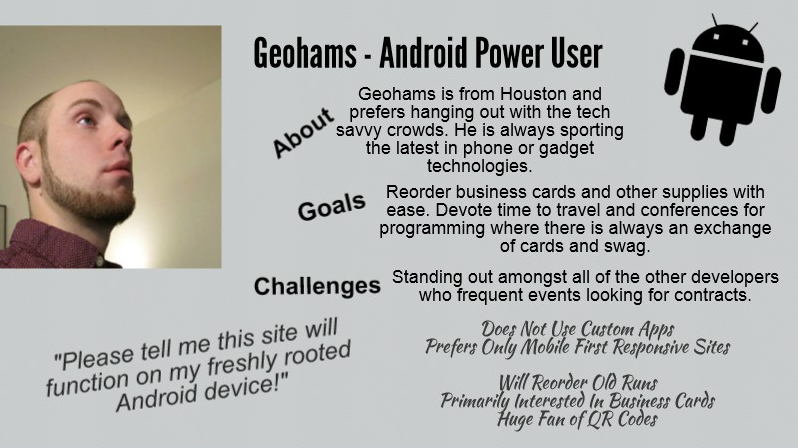 Geohams - Android Power User
About
Geohams is from Houston and
prefers hanging out with the tech
savvy crowds. He is always sporting
the latest in phone or gadget
technologies.
Goals
Reorder business cards and other supplies with
ease. Devote time to travel and conferences for
programming where there is always an exchange
of cards and swag.
Challenges
Standing out amongst all of the other developers
who frequent events looking for contracts.
"Please tell me this site will
function on my freshly rooted
Android device!"
Does Not Use Custom Apps
Prefers Only Mobile First Responsive Sites
Will Reorder Old Runs
Primarily Interested In Business Cards
Huge Fan of QR Codes